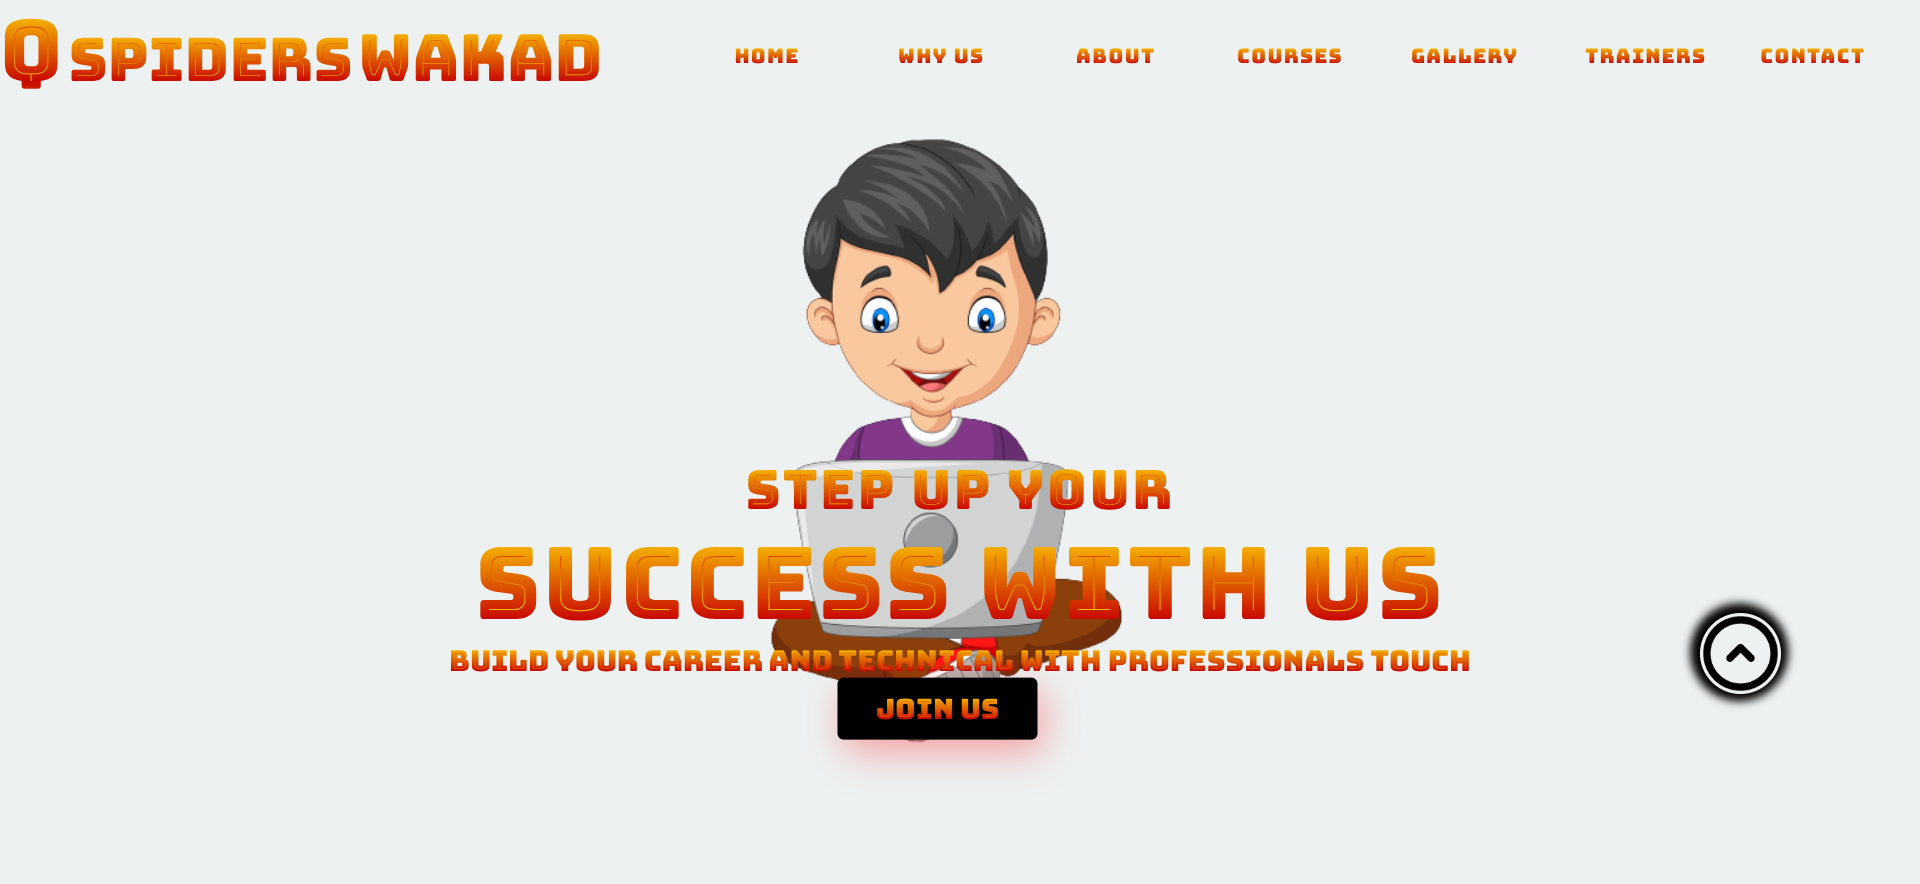 Q SPIDERS WAKAD
HOME WHY US ABOUT COURSES GALLERY TRAINERS CONTACT
STEP UP YOUR
SUCCESS WITH US
BUILD YOUR CAREER AND TECHNICAL WITH PROFESSIONALS TOUCH
JOIN US